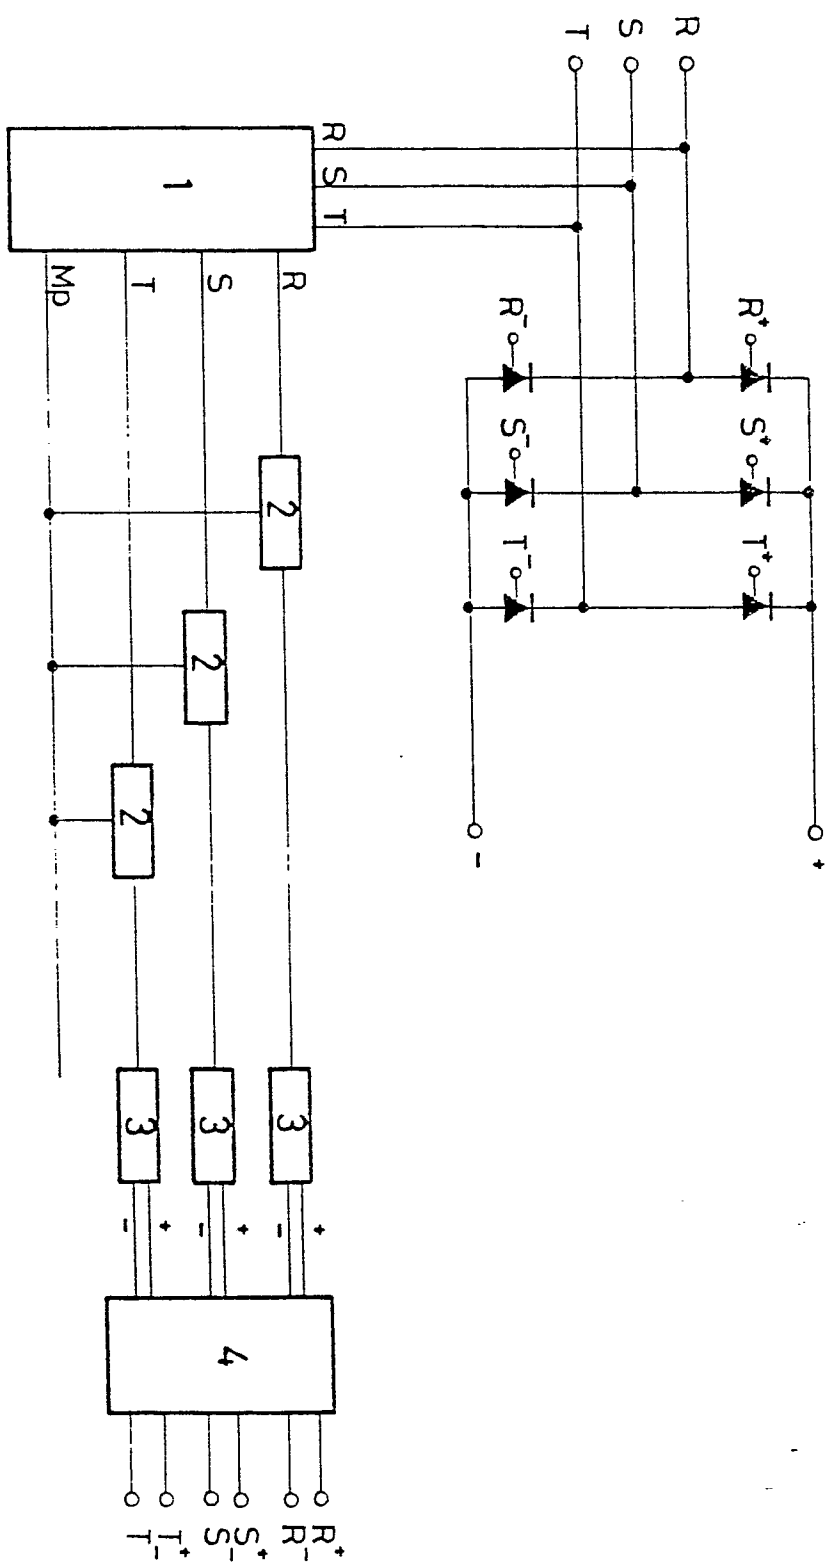 R
S
T
R
S
T
1
R
S
T
Mp
R⁺
S⁺
T⁺
R⁻
S⁻
T⁻
+
-
2
2
2
3
3
3
+
-
+
-
+
-
4
R⁺
R⁻
S⁺
S⁻
T⁺
T⁻